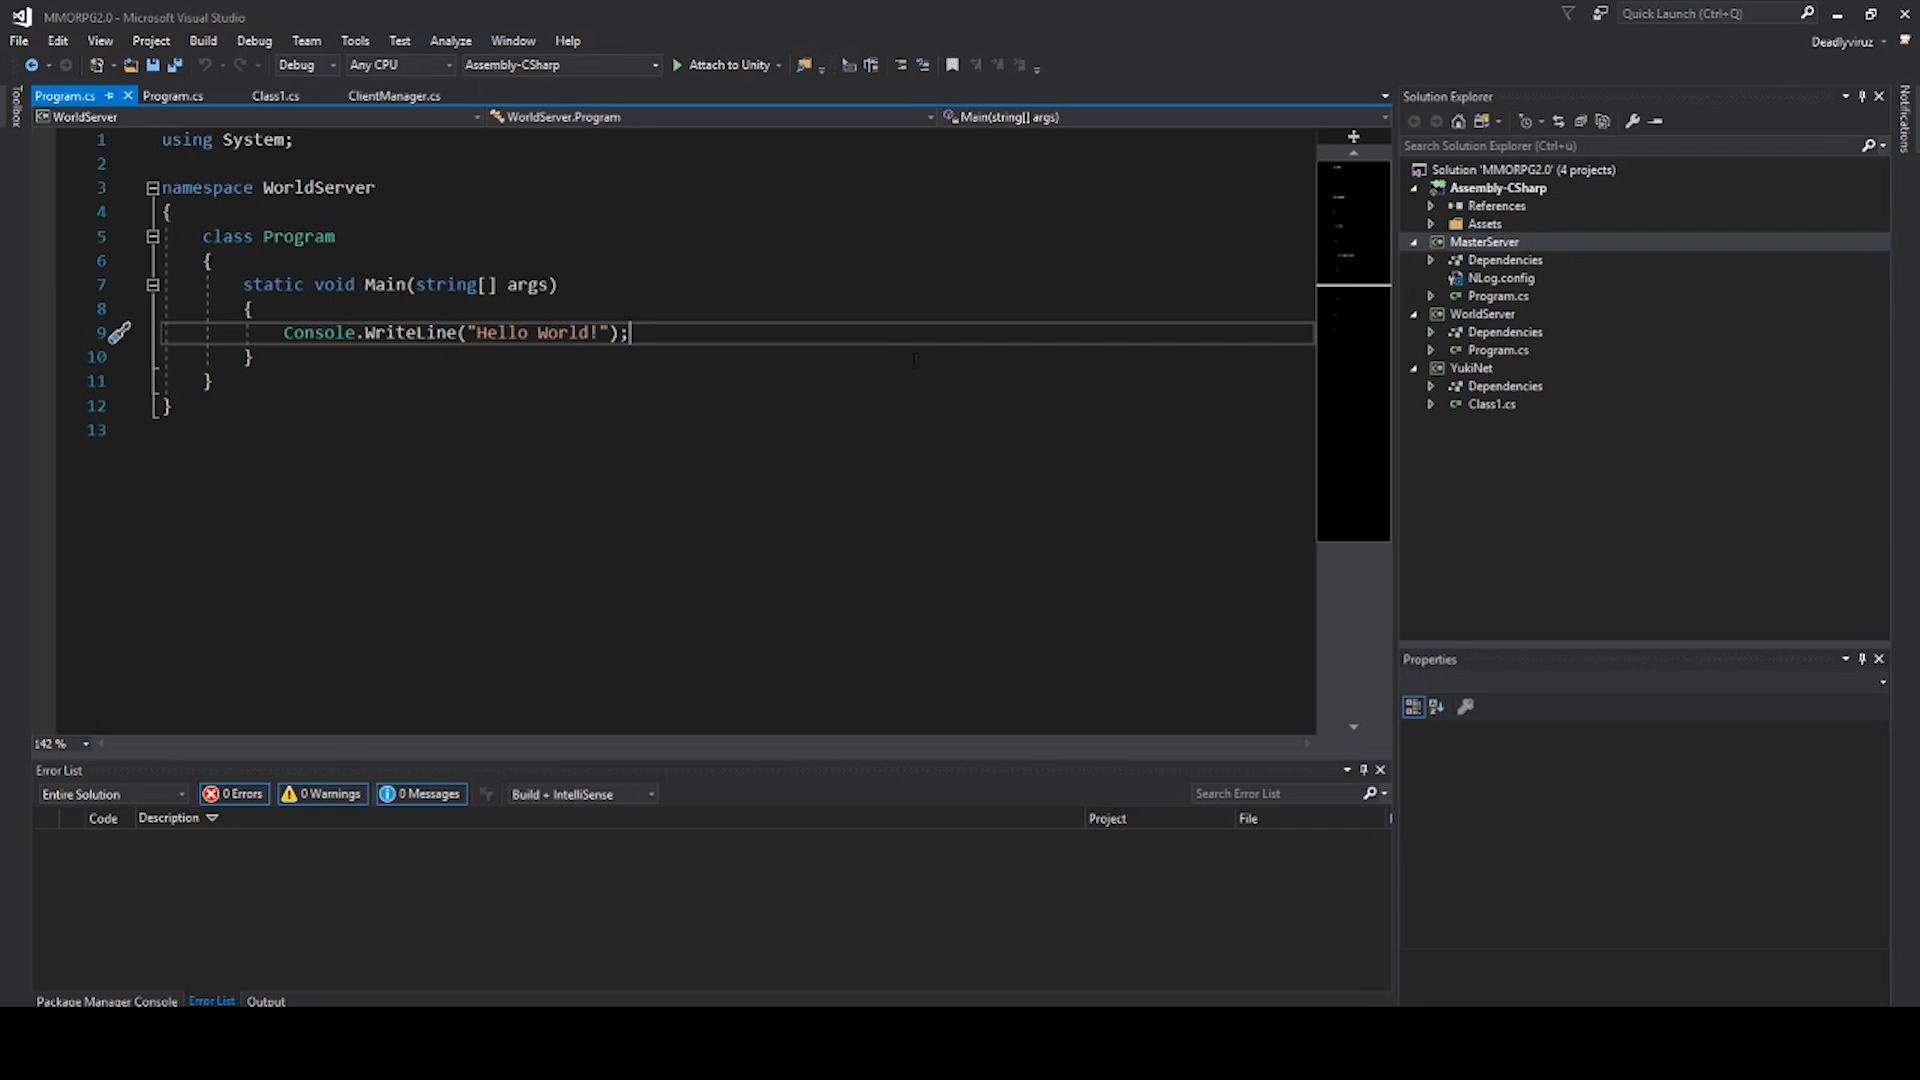 MMORPG2.0 - Microsoft Visual Studio
Quick Launch (Ctrl+Q)
File Edit View Project Build Debug Team Tools Test Analyze Window Help
Deadlyviruz
Debug Any CPU Assembly-CSharp Attach to Unity
Toolbox
Program.cs Program.cs Class1.cs ClientManager.cs
WorldServer WorldServer.Program Main(string[] args)
1 using System;
2
3 namespace WorldServer
4 {
5 class Program
6 {
7 static void Main(string[] args)
8 {
9 Console.WriteLine("Hello World!");
10 }
11 }
12 }
13
142 %
Solution Explorer
Notifications
Search Solution Explorer (Ctrl+ü)
Solution 'MMORPG2.0' (4 projects)
Assembly-CSharp
References
Assets
MasterServer
Dependencies
NLog.config
C# Program.cs
WorldServer
Dependencies
C# Program.cs
YukiNet
Dependencies
C# Class1.cs
Properties
Error List
Entire Solution 0 Errors 0 Warnings 0 Messages Build + IntelliSense Search Error List
Code Description Project File
Package Manager Console Error List Output